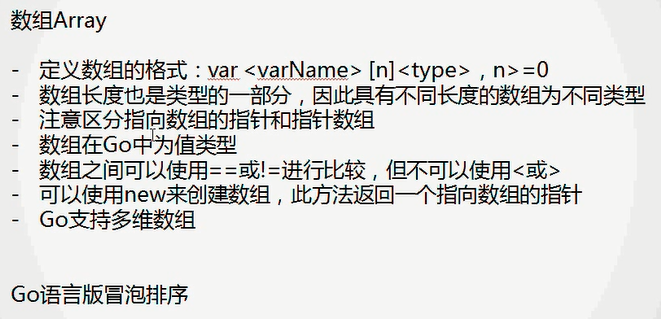 数组Array
- 定义数组的格式：var <varName> [n]<type>，n>=0
- 数组长度也是类型的一部分，因此具有不同长度的数组为不同类型
- 注意区分指向数组的指针和指针数组
- 数组在Go中为值类型
- 数组之间可以使用==或!=进行比较，但不可以使用<或>
- 可以使用new来创建数组，此方法返回一个指向数组的指针
- Go支持多维数组
Go语言版冒泡排序